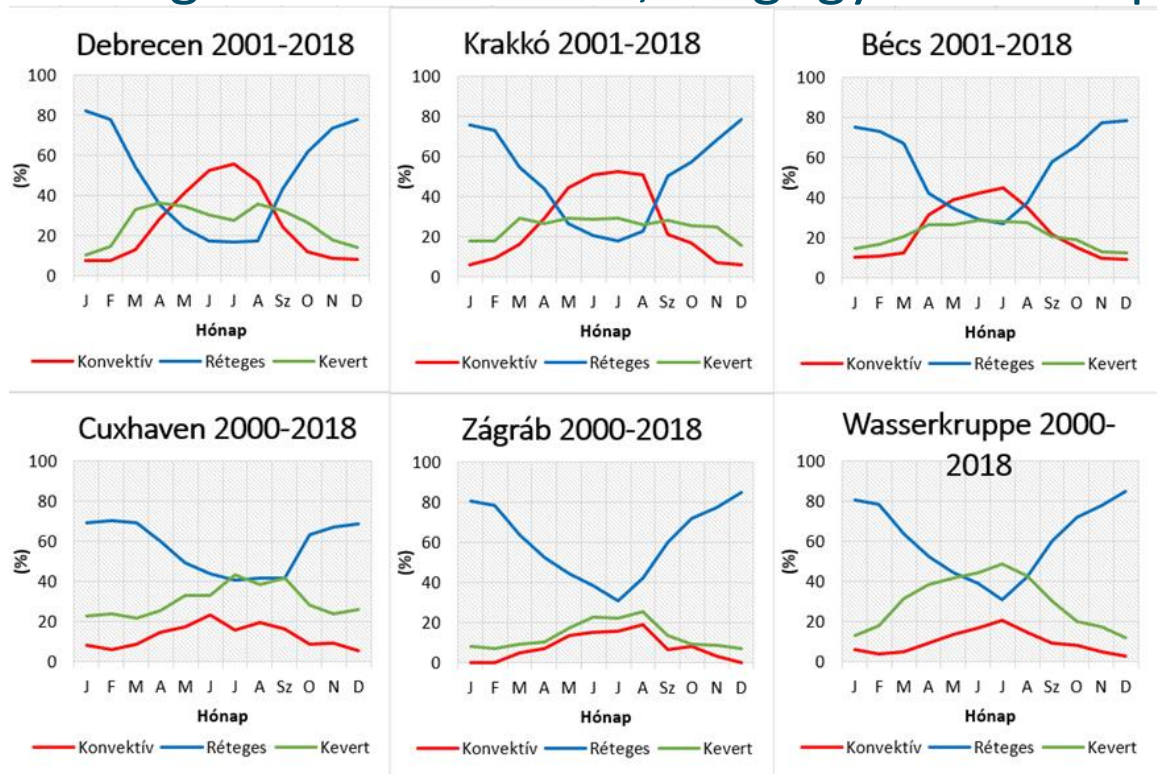 Debrecen 2001-2018
100
80
60
40
20
0
(%)
J F M A M J J A Sz O N D
Hónap
Konvektív Réteges Kevert
Krakkó 2001-2018
100
80
60
40
20
0
(%)
J F M A M J J A Sz O N D
Hónap
Konvektív Réteges Kevert
Bécs 2001-2018
100
80
60
40
20
0
(%)
J F M A M J J A Sz O N D
Hónap
Konvektív Réteges Kevert
Cuxhaven 2000-2018
100
80
60
40
20
0
(%)
J F M A M J J A Sz O N D
Hónap
Konvektív Réteges Kevert
Zágráb 2000-2018
100
80
60
40
20
0
(%)
J F M A M J J A Sz O N D
Hónap
Konvektív Réteges Kevert
Wasserkruppe 2000-
2018
100
80
60
40
20
0
(%)
J F M A M J J A Sz O N D
Hónap
Konvektív Réteges Kevert